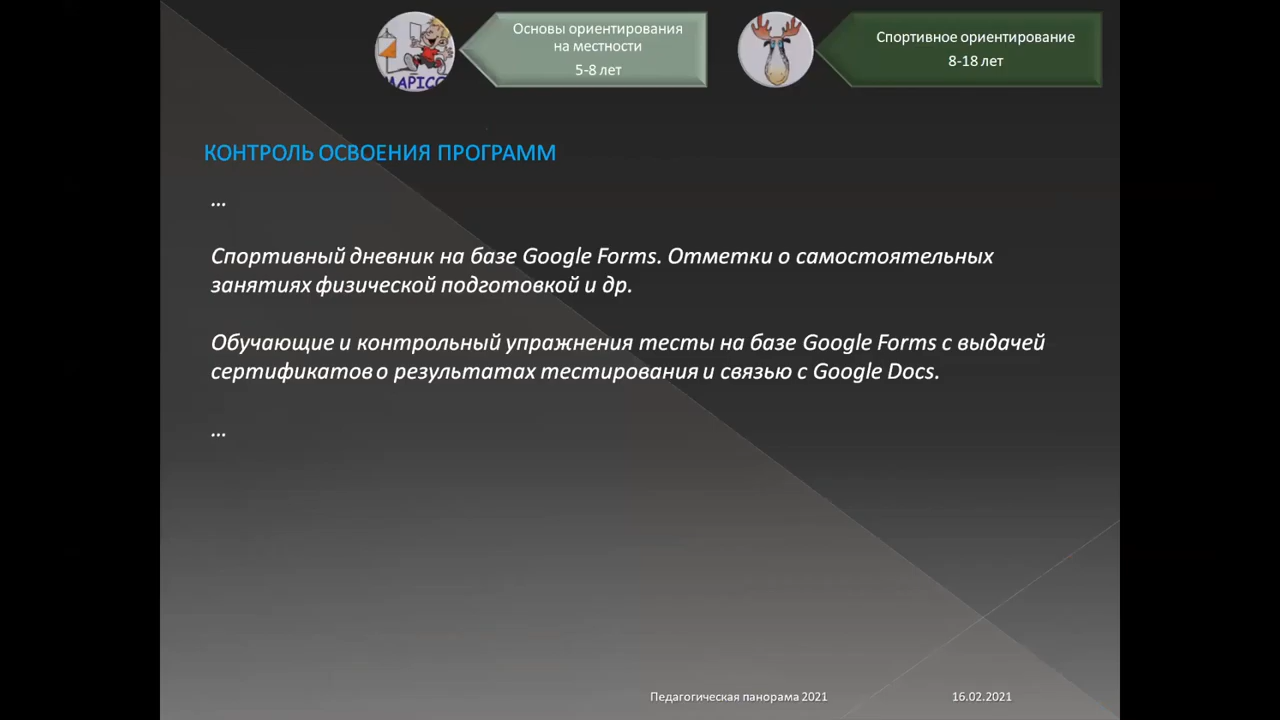 Основы ориентирования
на местности
5-8 лет
Спортивное ориентирование
8-18 лет
МАРІСС
КОНТРОЛЬ ОСВОЕНИЯ ПРОГРАММ
...
Спортивный дневник на базе Google Forms. Отметки о самостоятельных
занятиях физической подготовкой и др.
Обучающие и контрольный упражнения тесты на базе Google Forms с выдачей
сертификатов о результатах тестирования и связью с Google Docs.
...
Педагогическая панорама 2021
16.02.2021